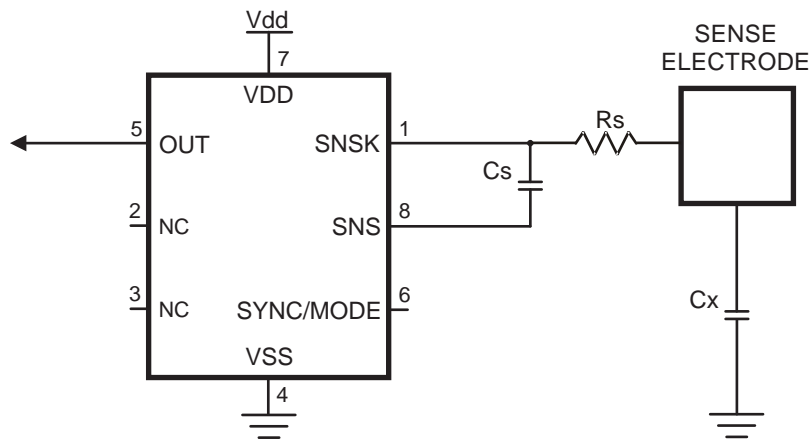 Vdd
7
VDD
SENSE
ELECTRODE
5
OUT
SNSK
1
Rs
Cs
2
NC
SNS
8
3
NC
SYNC/MODE
6
Cx
VSS
4